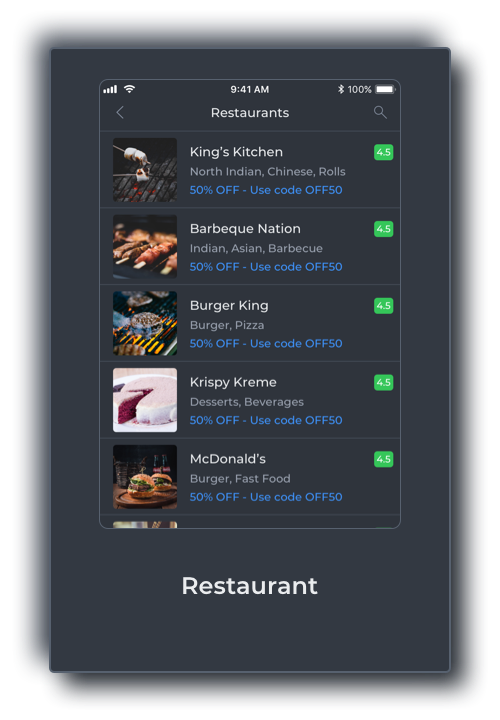 9:41 AM 100%
Restaurants
King's Kitchen 4.5
North Indian, Chinese, Rolls
50% OFF - Use code OFF50
Barbeque Nation 4.5
Indian, Asian, Barbecue
50% OFF - Use code OFF50
Burger King 4.5
Burger, Pizza
50% OFF - Use code OFF50
Krispy Kreme 4.5
Desserts, Beverages
50% OFF - Use code OFF50
McDonald's 4.5
Burger, Fast Food
50% OFF - Use code OFF50
Restaurant